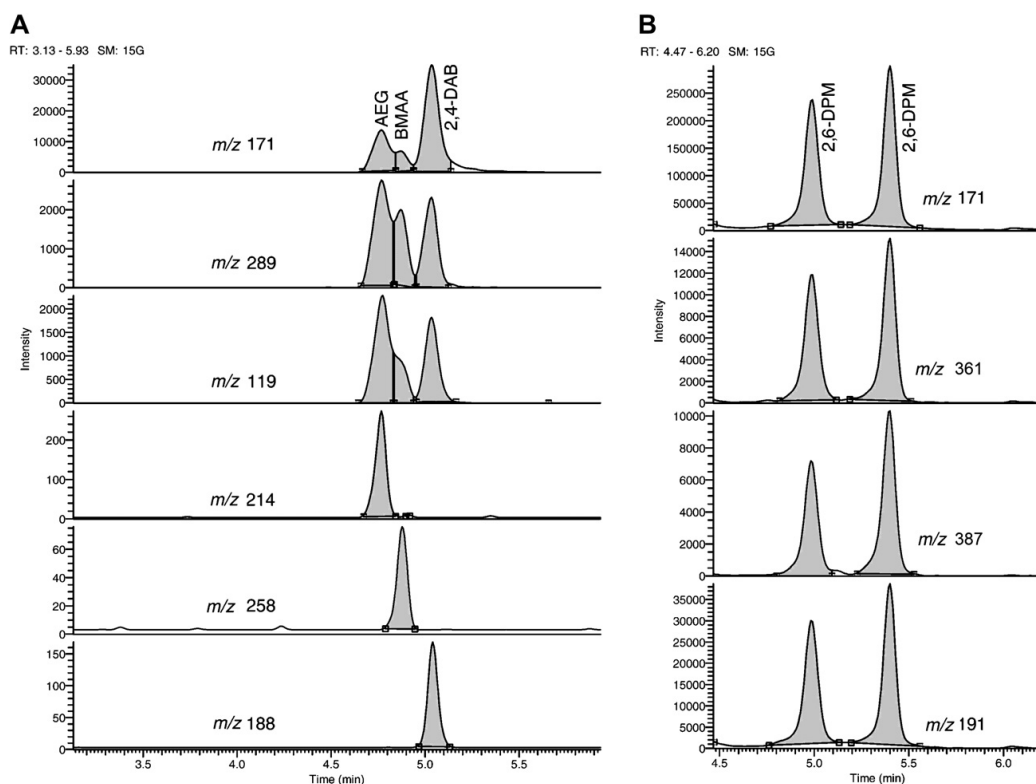 A
RT: 3.13 - 5.93 SM: 15G
30000
20000
10000
0
m/z 171
AEG
BMAA
2,4-DAB
2000
1000
0
m/z 289
2000
1500
1000
500
0
m/z 119
Intensity
200
100
0
m/z 214
60
40
20
0
m/z 258
150
100
50
0
m/z 188
3.5 4.0 4.5 5.0 5.5
Time (min)
B
RT: 4.47 - 6.20 SM: 15G
300000
250000
200000
150000
100000
50000
0
2,6-DPM
2,6-DPM
m/z 171
14000
12000
10000
8000
6000
4000
2000
0
m/z 361
Intensity
10000
8000
6000
4000
2000
0
m/z 387
35000
30000
25000
20000
15000
10000
5000
0
m/z 191
4.5 5.0 5.5 6.0
Time (min)